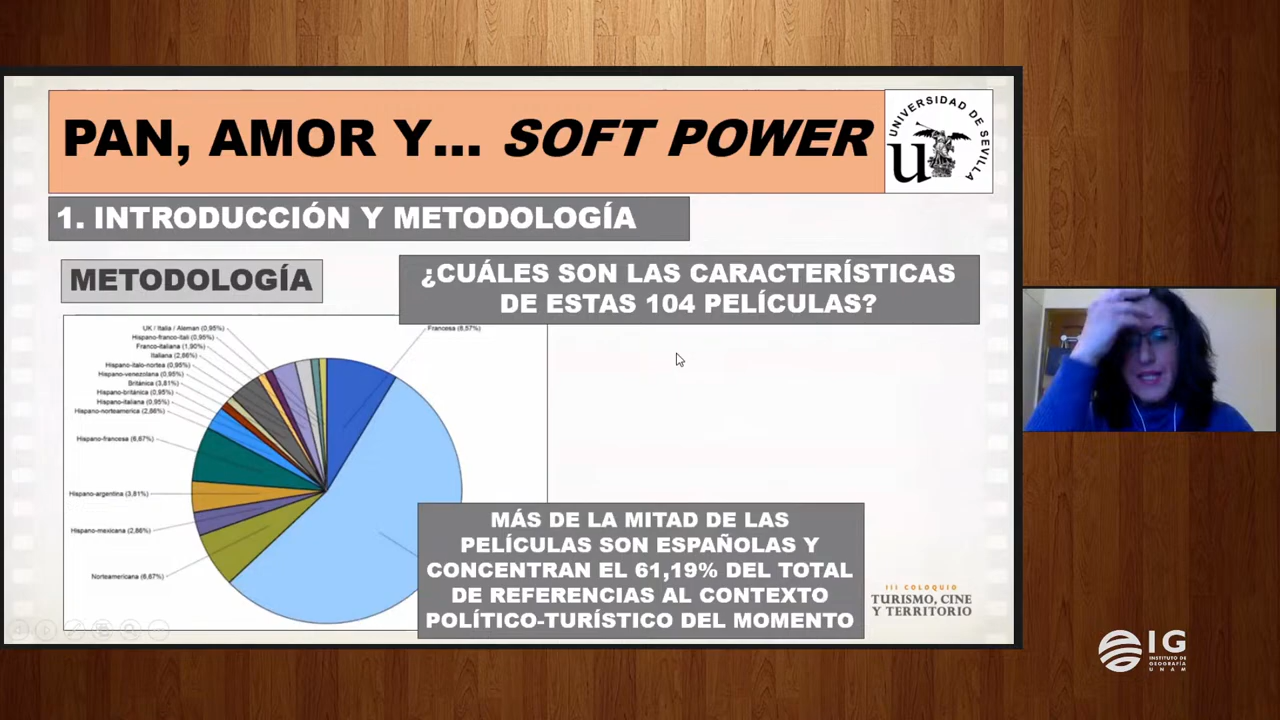 PAN, AMOR Y... SOFT POWER
UNIVERSIDAD DE SEVILLA
1. INTRODUCCIÓN Y METODOLOGÍA
METODOLOGÍA
¿CUÁLES SON LAS CARACTERÍSTICAS
DE ESTAS 104 PELÍCULAS?
UK / Italia / Aleman (0,95%)
Francesa (8,57%)
Hispano-franco-itali (0,95%)
Franco-italiana (1,90%)
Italiana (2,86%)
Hispano-italo-nortea (0,95%)
Hispano-venezolana (0,95%)
Británica (3,81%)
Hispano-británica (0,95%)
Hispano-italiana (0,95%)
Hispano-norteamerica (2,86%)
Hispano-francesa (6,67%)
Hispano-argentina (3,81%)
Hispano-mexicana (2,86%)
Norteamericana (6,67%)
MÁS DE LA MITAD DE LAS
PELÍCULAS SON ESPAÑOLAS Y
CONCENTRAN EL 61,19% DEL TOTAL
DE REFERENCIAS AL CONTEXTO
POLÍTICO-TURÍSTICO DEL MOMENTO
III COLOQUIO
TURISMO, CINE
Y TERRITORIO
IG
INSTITUTO DE
GEOGRAFÍA
UNAM